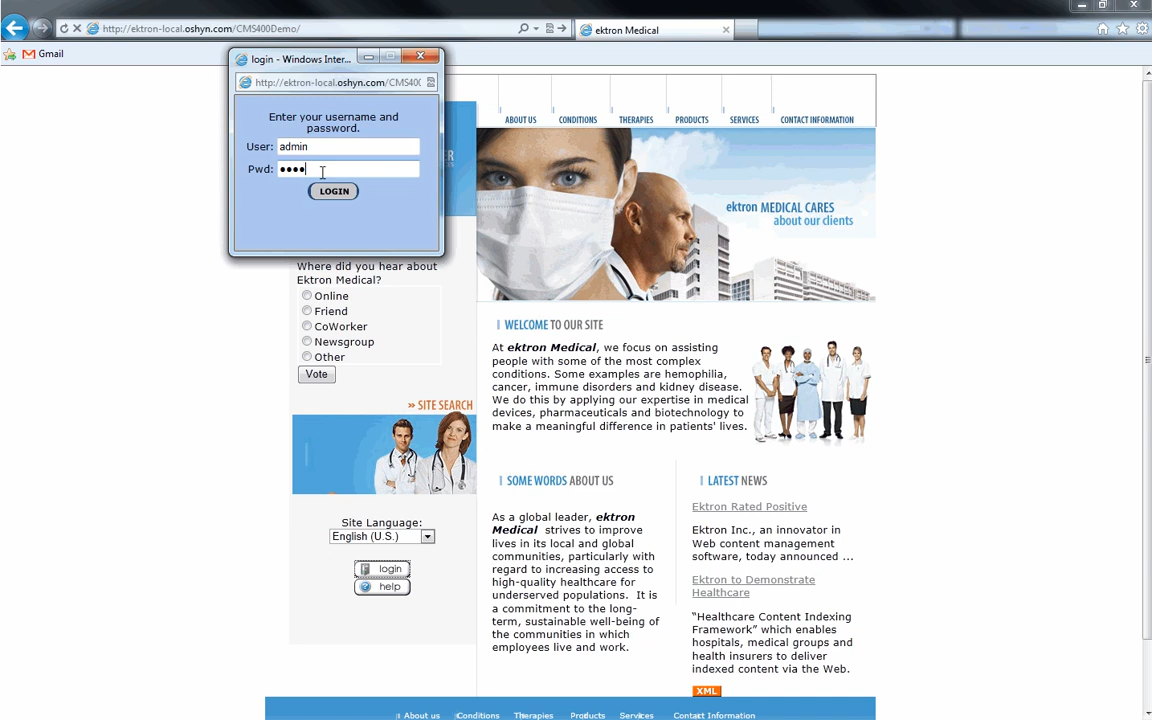 http://ektron-local.oshyn.com/CMS400Demo/
ektron Medical
Gmail
login - Windows Inter...
http://ektron-local.oshyn.com/CMS40
Enter your username and
password.
User: admin
Pwd: ••••
LOGIN
ABOUT US
CONDITIONS
THERAPIES
PRODUCTS
SERVICES
CONTACT INFORMATION
ektron MEDICAL CARES
about our clients
Where did you hear about
Ektron Medical?
Online
Friend
CoWorker
Newsgroup
Other
Vote
» SITE SEARCH
Site Language:
English (U.S.)
login
help
WELCOME TO OUR SITE
At ektron Medical, we focus on assisting
people with some of the most complex
conditions. Some examples are hemophilia,
cancer, immune disorders and kidney disease.
We do this by applying our expertise in medical
devices, pharmaceuticals and biotechnology to
make a meaningful difference in patients' lives.
SOME WORDS ABOUT US
As a global leader, ektron
Medical strives to improve
lives in its local and global
communities, particularly with
regard to increasing access to
high-quality healthcare for
underserved populations. It is
a commitment to the long-
term, sustainable well-being of
the communities in which
employees live and work.
LATEST NEWS
Ektron Rated Positive
Ektron Inc., an innovator in
Web content management
software, today announced ...
Ektron to Demonstrate
Healthcare
“Healthcare Content Indexing
Framework” which enables
hospitals, medical groups and
health insurers to deliver
indexed content via the Web.
XML
About us
Conditions
Therapies
Products
Services
Contact Information